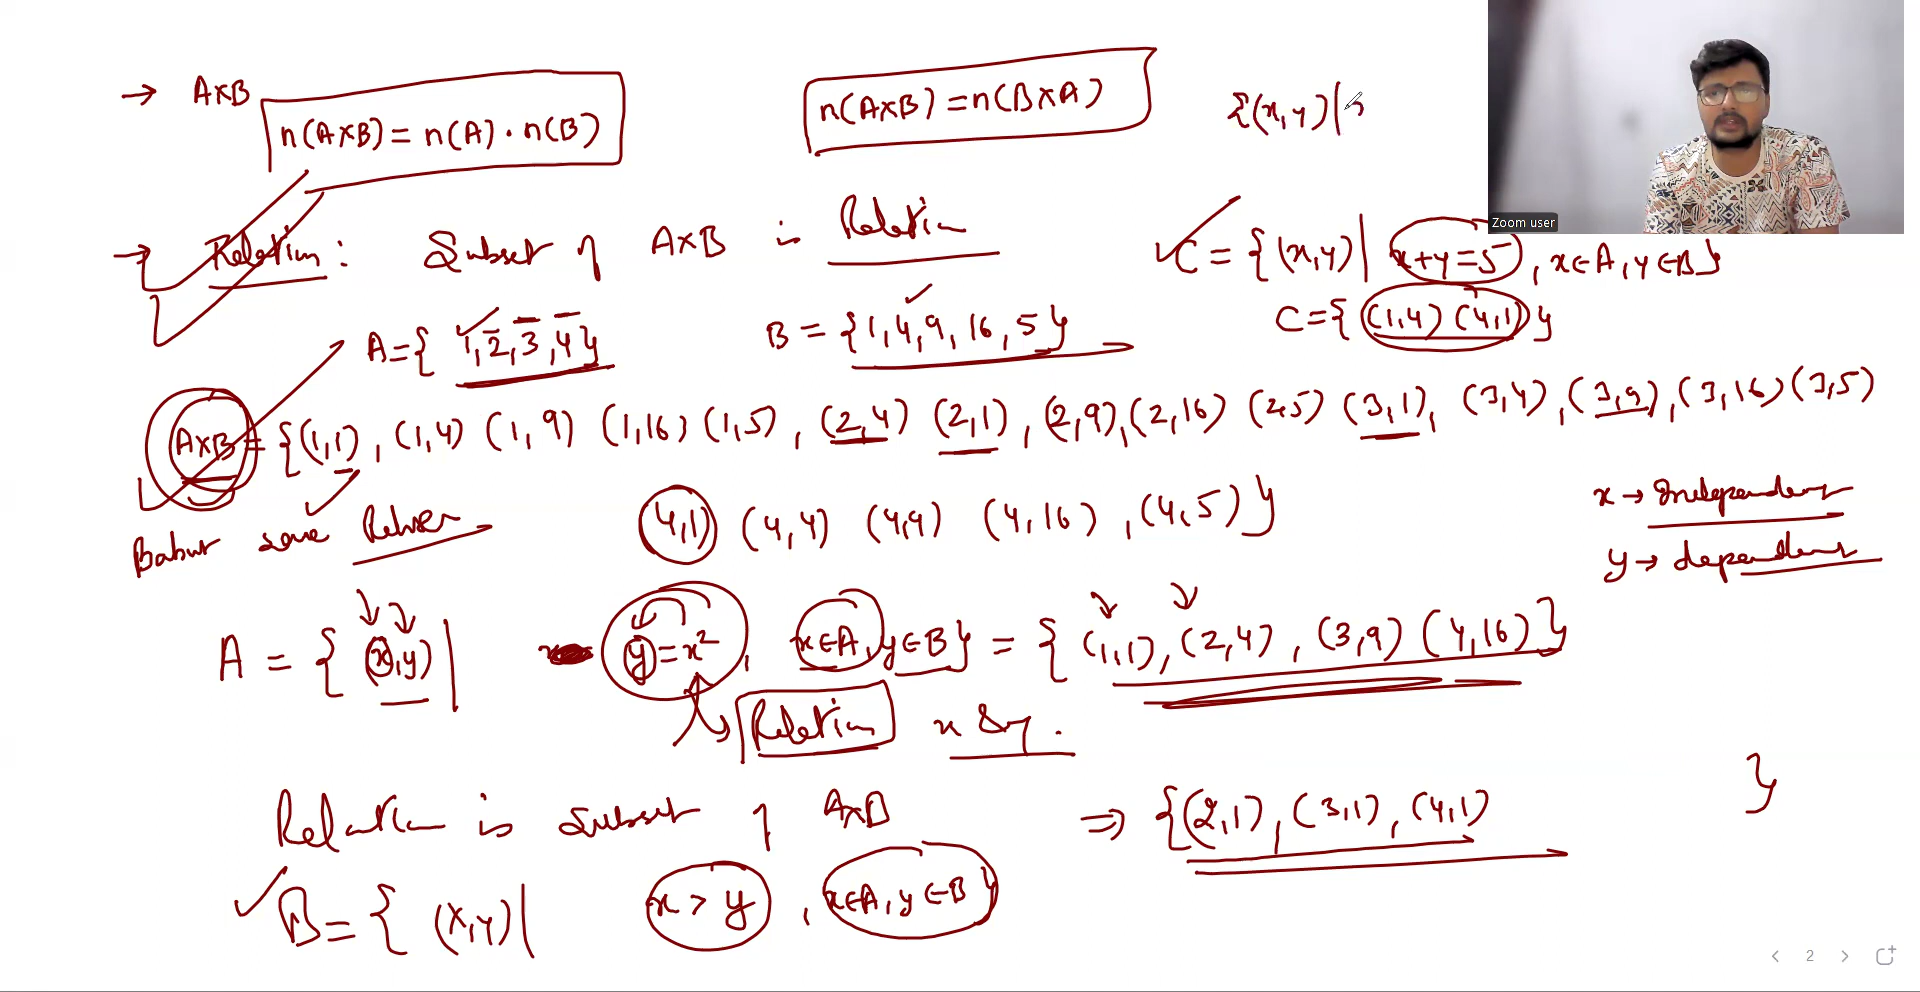 → A×B
n(A×B) = n(A) · n(B)
n(A×B) = n(B×A)
{(x,y)|
Zoom user
→ Relation : Subset of A×B is Relation
C = {(x,y)| x+y=5, x∈A, y∈B}
C={(1,4) (4,1)}
A={1,2,3,4}
B = {1,4,9,16,5}
A×B = {(1,1), (1,4) (1,9) (1,16) (1,5), (2,4) (2,1), (2,9),(2,16) (2,5) (3,1), (3,4),(3,9),(3,16)(3,5)
(4,1) (4,4) (4,9) (4,16) ,(4,5)}
x → Independent
y → dependent
A = {(x,y)| y=x², x∈A,y∈B} = {(1,1),(2,4),(3,9) (4,16)}
Relation x & y.
Relation is subset of A×B ⇒ {(2,1),(3,1),(4,1) }
B = {(x,y)| x > y , x∈A,y∈B}
2